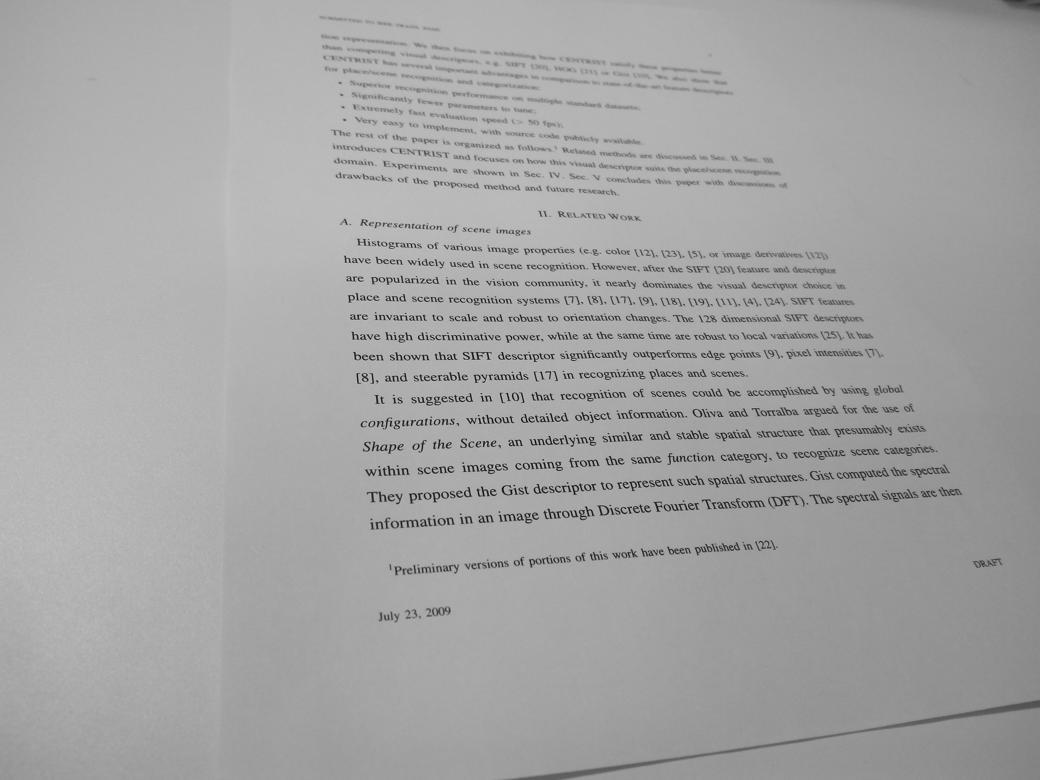 SUBMITTED TO IEEE TRANS. PAMI
tion representation. We then focus on exhibiting how CENTRIST satisfy these properties better
than competing visual descriptors, e.g. SIFT [20], HOG [21] or Gist [10]. We also show that
CENTRIST has several important advantages in comparison to state-of-the-art feature descriptors
for place/scene recognition and categorization:
• Superior recognition performance on multiple standard datasets;
• Significantly fewer parameters to tune;
• Extremely fast evaluation speed (> 50 fps);
• Very easy to implement, with source code publicly available.
The rest of the paper is organized as follows.¹ Related methods are discussed in Sec. II. Sec. III
introduces CENTRIST and focuses on how this visual descriptor suits the place/scene recognition
domain. Experiments are shown in Sec. IV. Sec. V concludes this paper with discussions of
drawbacks of the proposed method and future research.
II. RELATED WORK
A. Representation of scene images
Histograms of various image properties (e.g. color [12], [23], [5], or image derivatives [12])
have been widely used in scene recognition. However, after the SIFT [20] feature and descriptor
are popularized in the vision community, it nearly dominates the visual descriptor choice in
place and scene recognition systems [7], [8], [17], [9], [18], [19], [11], [4], [24]. SIFT features
are invariant to scale and robust to orientation changes. The 128 dimensional SIFT descriptors
have high discriminative power, while at the same time are robust to local variations [25]. It has
been shown that SIFT descriptor significantly outperforms edge points [9], pixel intensities [7],
[8], and steerable pyramids [17] in recognizing places and scenes.
It is suggested in [10] that recognition of scenes could be accomplished by using global
configurations, without detailed object information. Oliva and Torralba argued for the use of
Shape of the Scene, an underlying similar and stable spatial structure that presumably exists
within scene images coming from the same function category, to recognize scene categories.
They proposed the Gist descriptor to represent such spatial structures. Gist computed the spectral
information in an image through Discrete Fourier Transform (DFT). The spectral signals are then
¹Preliminary versions of portions of this work have been published in [22].
July 23, 2009
DRAFT